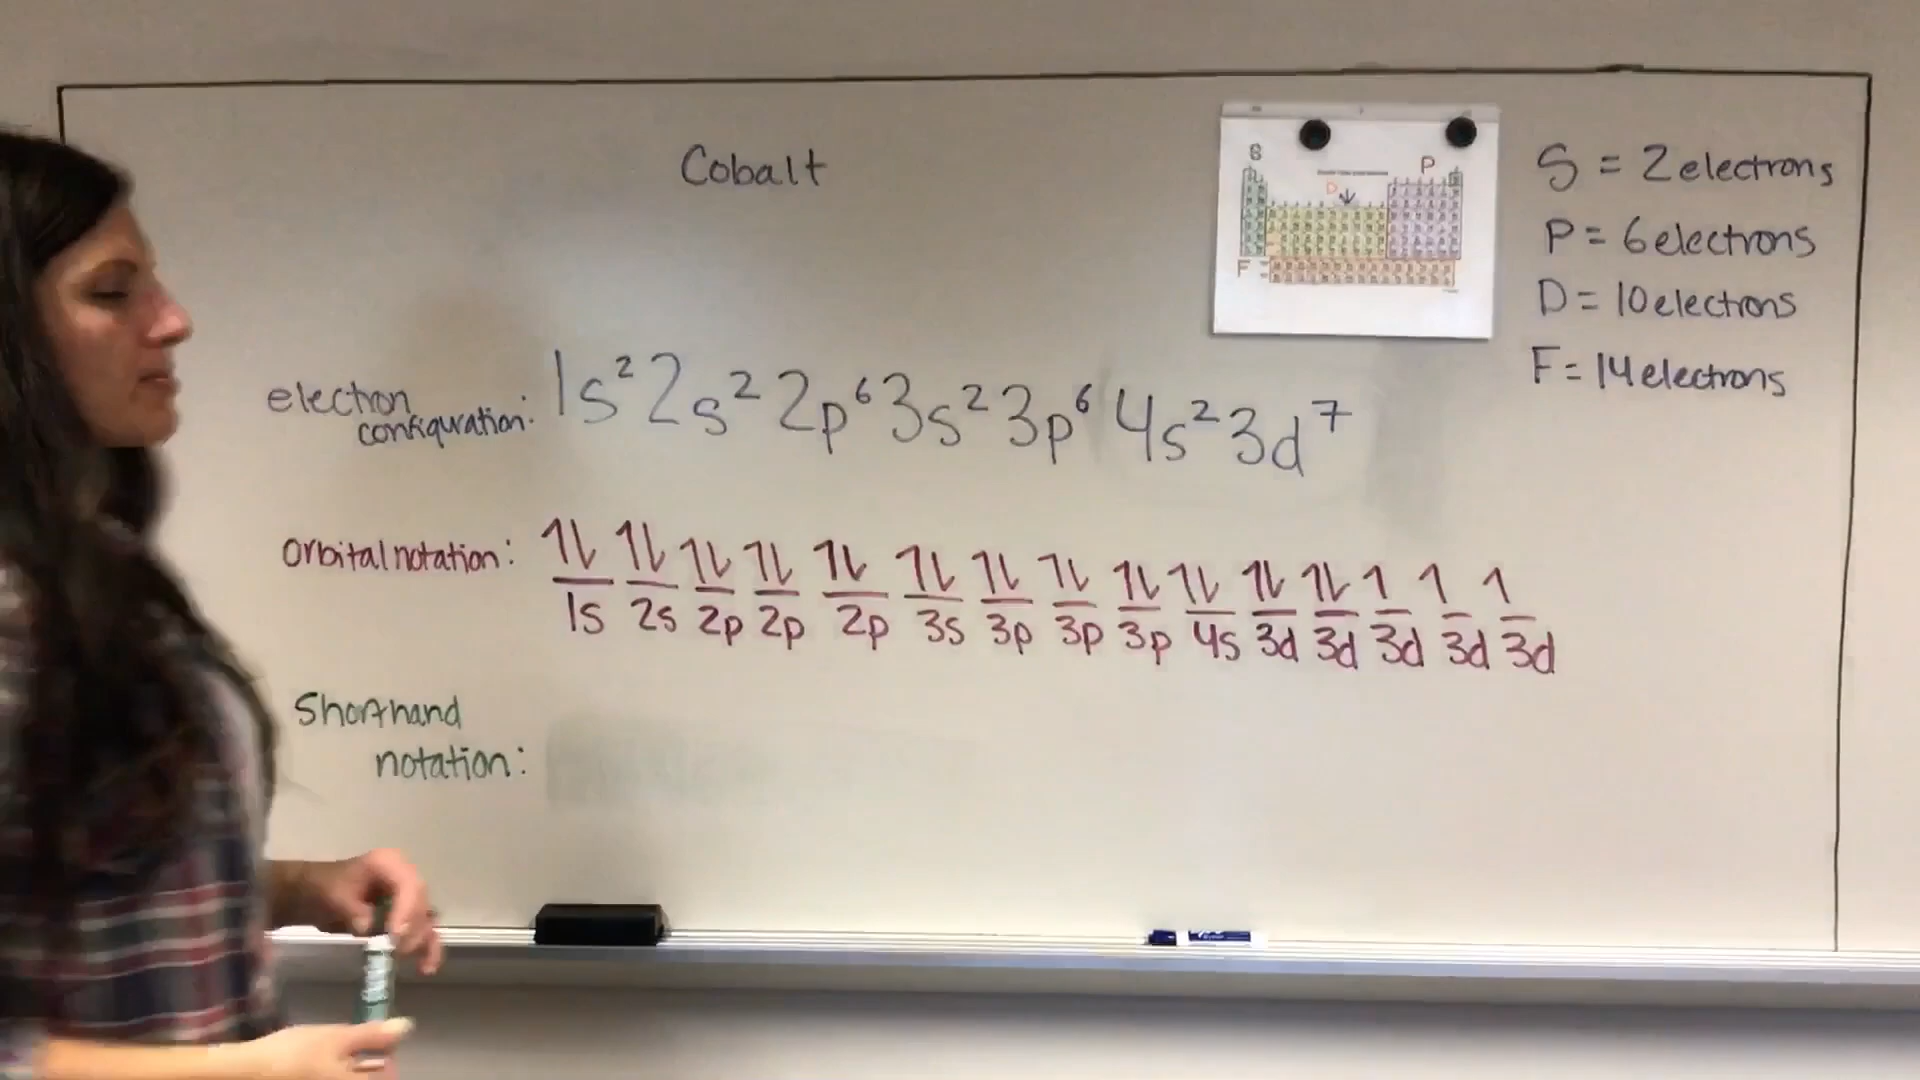 Cobalt
S
P
D
F
S = 2 electrons
P = 6 electrons
D = 10 electrons
F = 14 electrons
electron configuration: 1s² 2s² 2p⁶ 3s² 3p⁶ 4s² 3d⁷
Orbital notation: ↿⇂ ↿⇂ ↿⇂ ↿⇂ ↿⇂ ↿⇂ ↿⇂ ↿⇂ ↿⇂ ↿⇂ ↿⇂ ↿⇂ ↿ ↿ ↿
1s 2s 2p 2p 2p 3s 3p 3p 3p 4s 3d 3d 3d 3d 3d
Shorthand
notation: